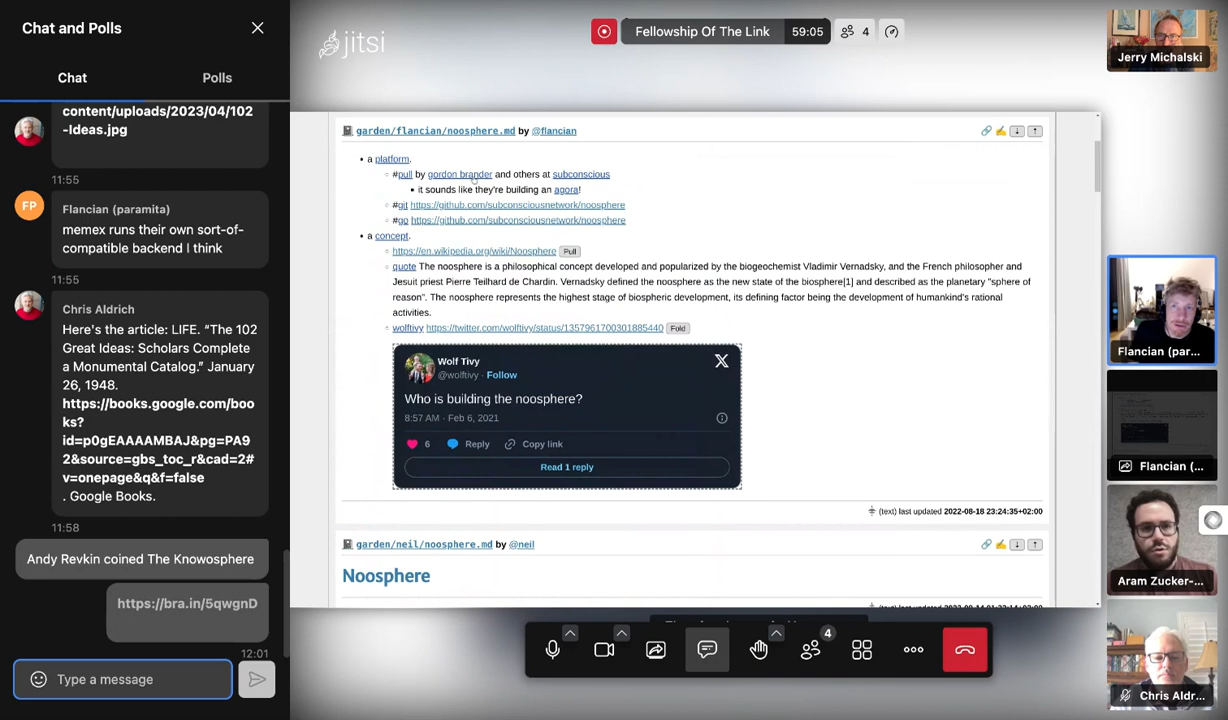 Chat and Polls
Chat
Polls
content/uploads/2023/04/102
-Ideas.jpg
11:55
FP
Flancian (paramita)
memex runs their own sort-of-
compatible backend I think
11:55
Chris Aldrich
Here's the article: LIFE. “The 102
Great Ideas: Scholars Complete
a Monumental Catalog.” January
26, 1948.
https://books.google.com/boo
ks?
id=p0gEAAAAMBAJ&pg=PA9
2&source=gbs_toc_r&cad=2#
v=onepage&q&f=false
. Google Books.
11:58
Andy Revkin coined The Knowosphere
https://bra.in/5qwgnD
12:01
Type a message
jitsi
Fellowship Of The Link
59:05
4
garden/flancian/noosphere.md by @flancian
a platform.
#pull by gordon brander and others at subconscious
it sounds like they're building an agora!
#git https://github.com/subconsciousnetwork/noosphere
#go https://github.com/subconsciousnetwork/noosphere
a concept.
https://en.wikipedia.org/wiki/Noosphere Pull
quote The noosphere is a philosophical concept developed and popularized by the biogeochemist Vladimir Vernadsky, and the French philosopher and
Jesuit priest Pierre Teilhard de Chardin. Vernadsky defined the noosphere as the new state of the biosphere[1] and described as the planetary "sphere of
reason". The noosphere represents the highest stage of biospheric development, its defining factor being the development of humankind's rational
activities.
wolftivy https://twitter.com/wolftivy/status/1357961700301885440 Fold
Wolf Tivy
@wolftivy · Follow
Who is building the noosphere?
8:57 AM · Feb 6, 2021
6 Reply Copy link
Read 1 reply
(text) last updated 2022-08-18 23:24:35+02:00
garden/neil/noosphere.md by @neil
Noosphere
4
Jerry Michalski
Flancian (par...
Flancian (...
Aram Zucker-...
Chris Aldr...